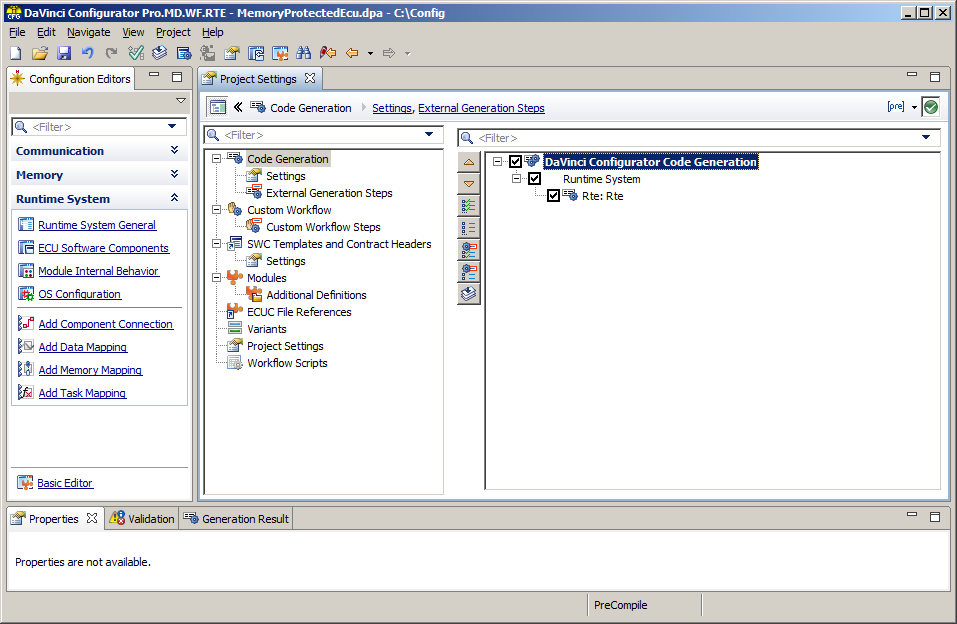 DaVinci Configurator Pro.MD.WF.RTE - MemoryProtectedEcu.dpa - C:\Config
File Edit Navigate View Project Help
Configuration Editors
<Filter>
Communication
Memory
Runtime System
Runtime System General
ECU Software Components
Module Internal Behavior
OS Configuration
Add Component Connection
Add Data Mapping
Add Memory Mapping
Add Task Mapping
Basic Editor
Project Settings
Code Generation Settings, External Generation Steps
[pre]
<Filter>
Code Generation
Settings
External Generation Steps
Custom Workflow
Custom Workflow Steps
SWC Templates and Contract Headers
Settings
Modules
Additional Definitions
ECUC File References
Variants
Project Settings
Workflow Scripts
<Filter>
DaVinci Configurator Code Generation
Runtime System
Rte: Rte
Properties Validation Generation Result
Properties are not available.
PreCompile